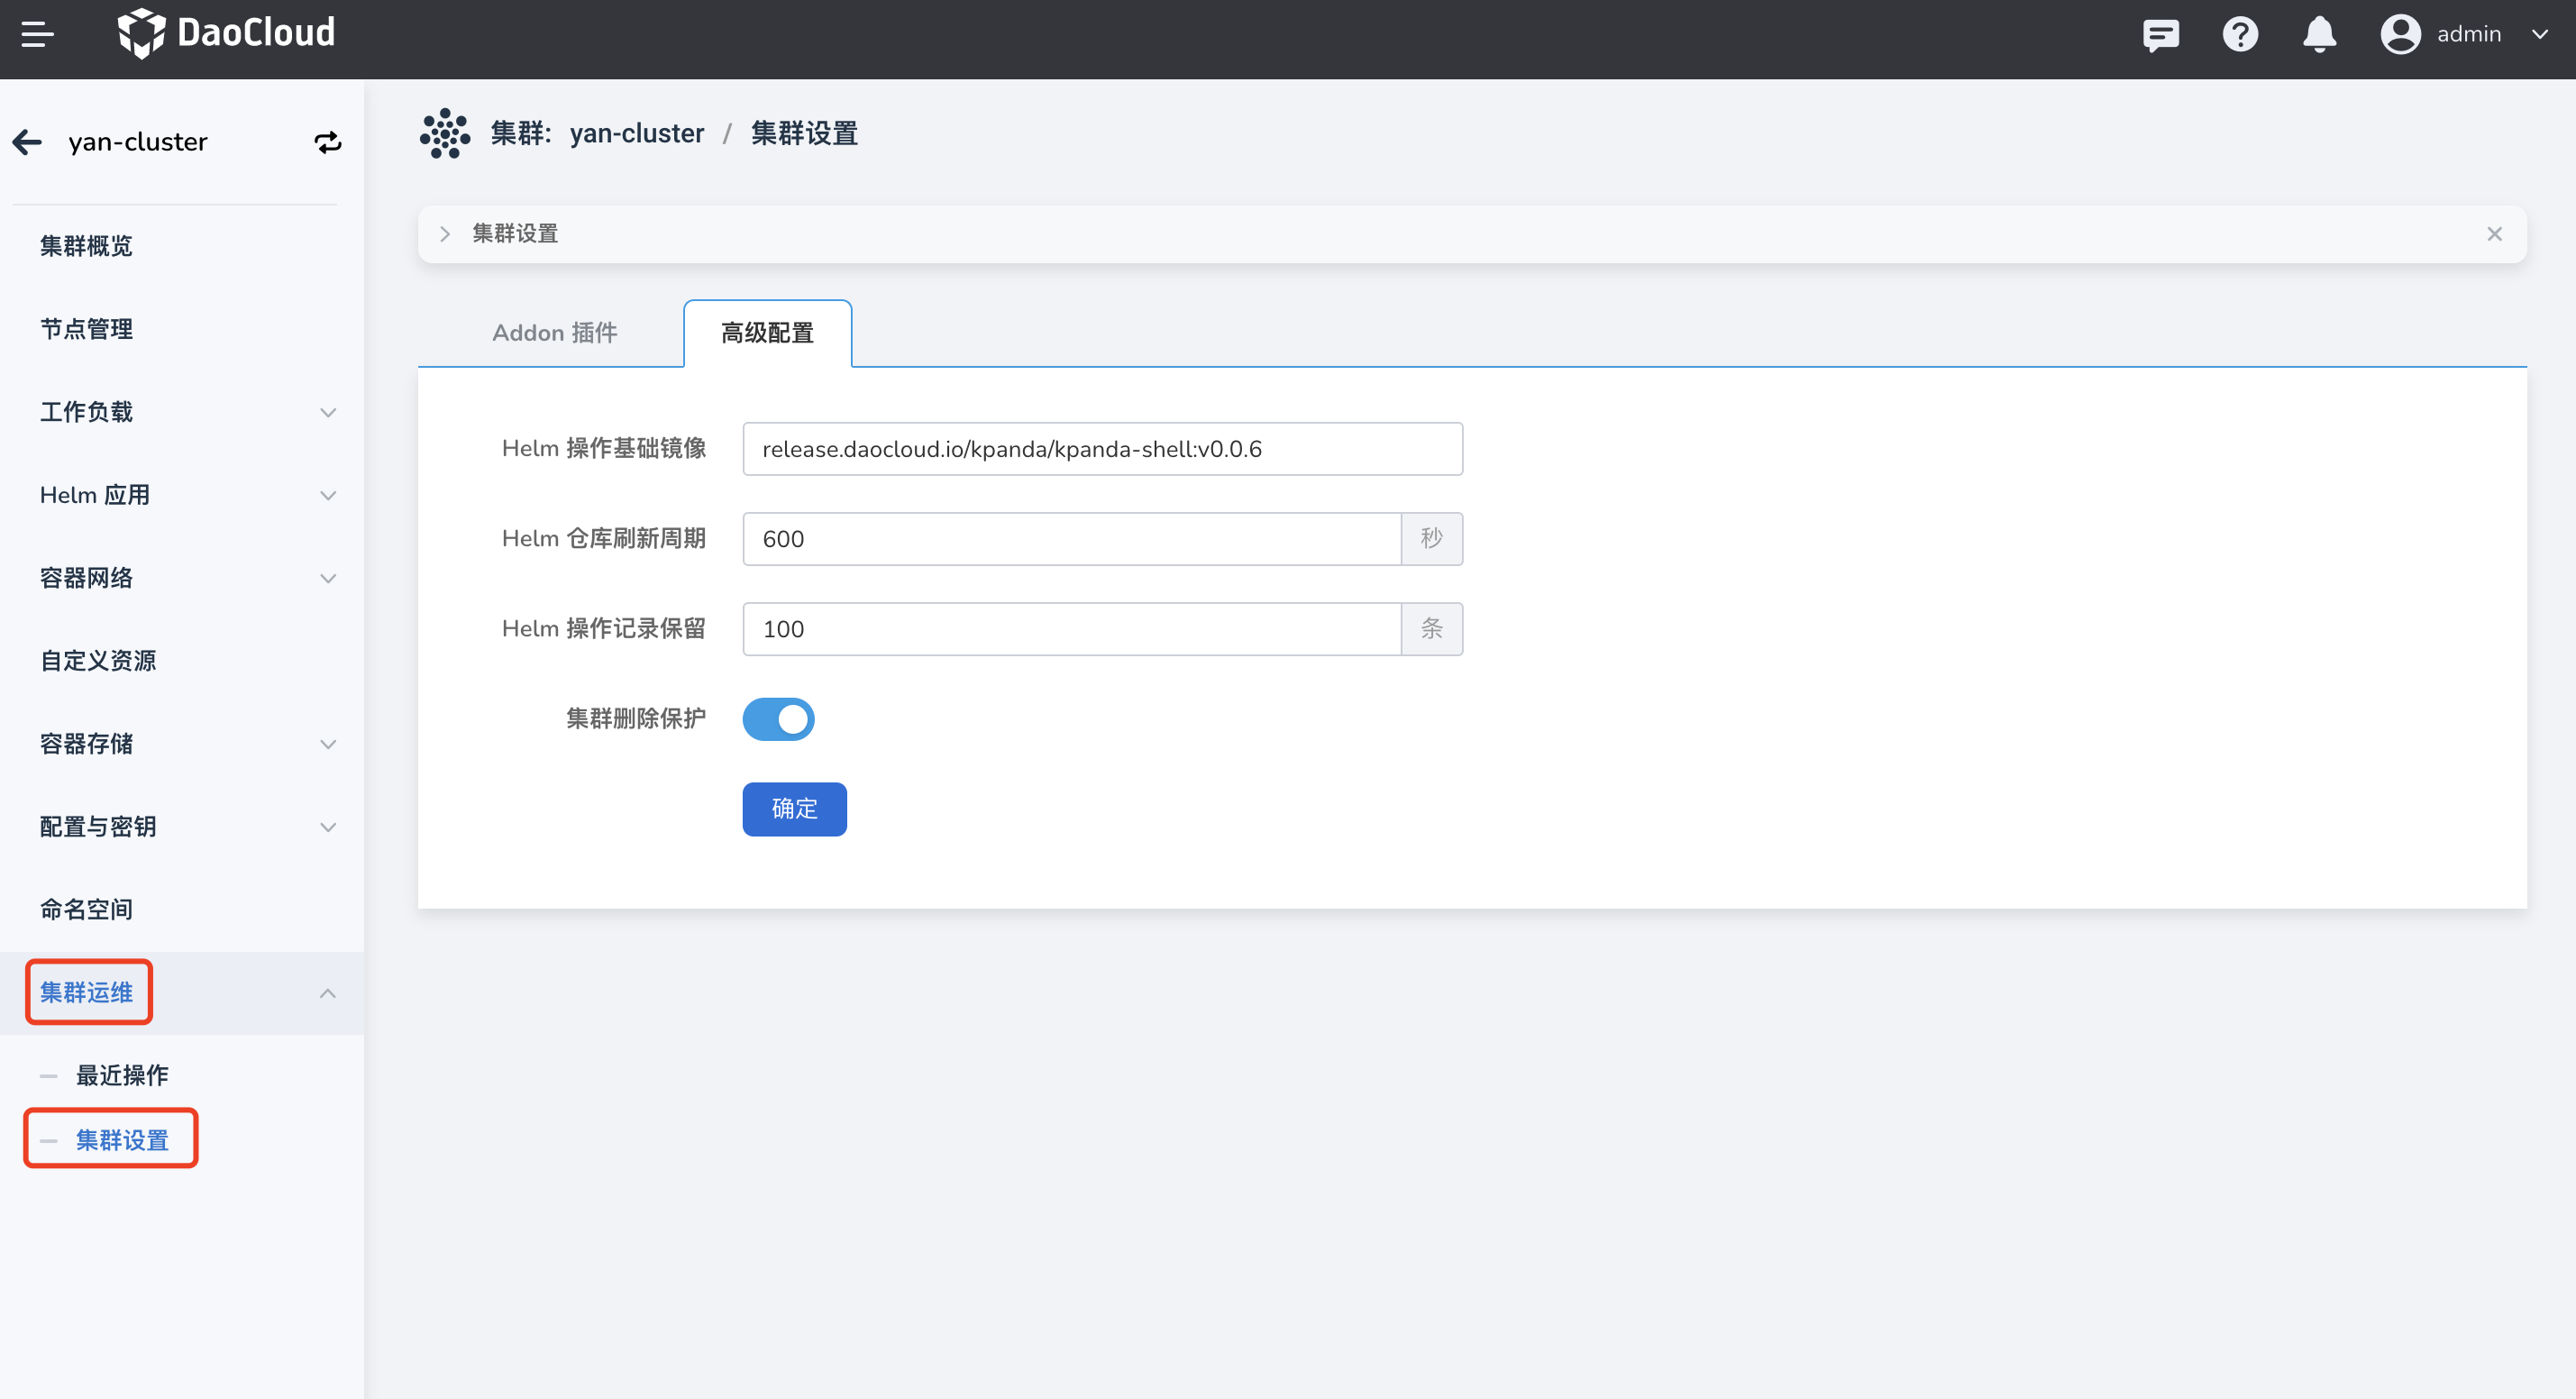 DaoCloud
admin
yan-cluster
集群概览
节点管理
工作负载
Helm 应用
容器网络
自定义资源
容器存储
配置与密钥
命名空间
集群运维
最近操作
集群设置
集群: yan-cluster / 集群设置
集群设置
Addon 插件
高级配置
Helm 操作基础镜像 release.daocloud.io/kpanda/kpanda-shell:v0.0.6
Helm 仓库刷新周期 600 秒
Helm 操作记录保留 100 条
集群删除保护
确定